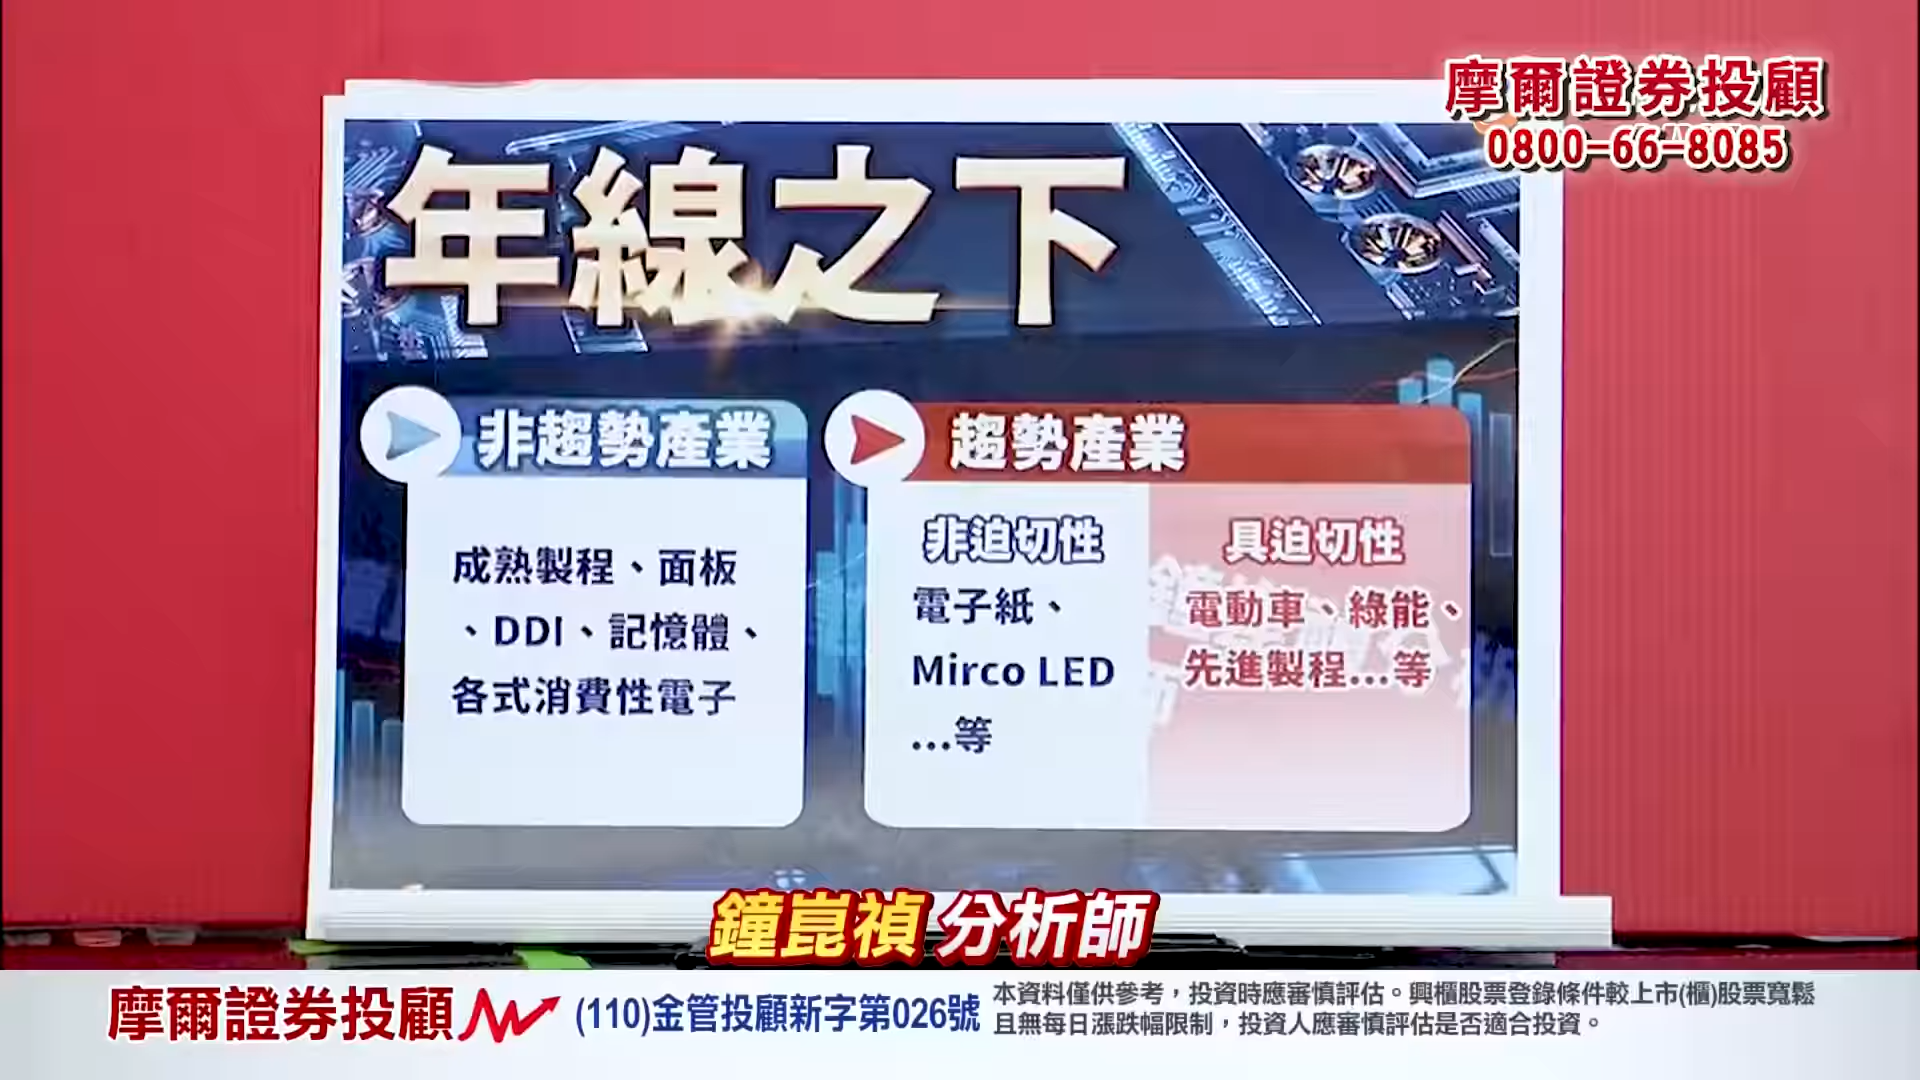 摩爾證券投顧
0800-66-8085
年線之下
非趨勢產業
成熟製程、面板
、DDI、記憶體、
各式消費性電子
趨勢產業
非迫切性
電子紙、
Mirco LED
...等
具迫切性
電動車、綠能、
先進製程...等
鐘崑禎 分析師
摩爾證券投顧
(110)金管投顧新字第026號
本資料僅供參考，投資時應審慎評估。興櫃股票登錄條件較上市(櫃)股票寬鬆
且無每日漲跌幅限制，投資人應審慎評估是否適合投資。